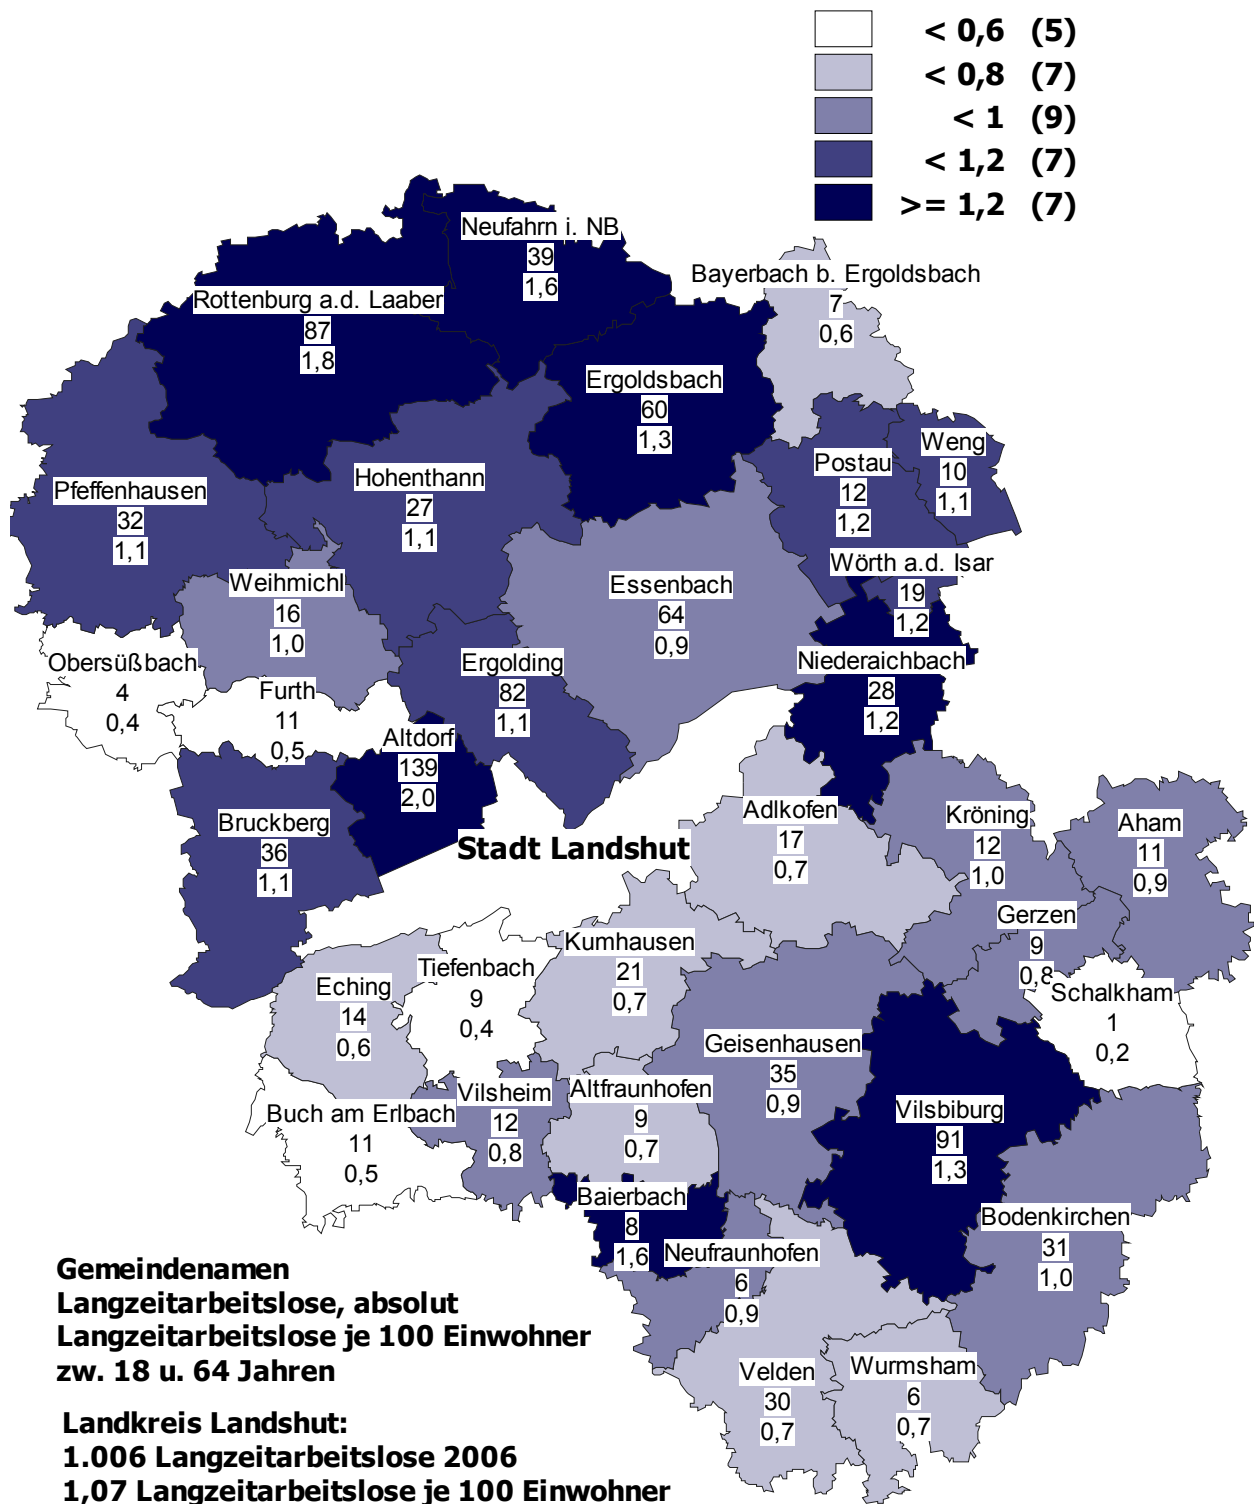 < 0,6 (5)
< 0,8 (7)
< 1 (9)
< 1,2 (7)
>= 1,2 (7)
Neufahrn i. NB
39
1,6
Bayerbach b. Ergoldsbach
7
0,6
Rottenburg a.d. Laaber
87
1,8
Ergoldsbach
60
1,3
Weng
10
1,1
Postau
12
1,2
Hohenthann
27
1,1
Pfeffenhausen
32
1,1
Wörth a.d. Isar
19
1,2
Weihmichl
16
1,0
Essenbach
64
0,9
Obersüßbach
4
0,4
Ergolding
82
1,1
Niederaichbach
28
1,2
Furth
11
0,5
Altdorf
139
2,0
Adlkofen
17
0,7
Kröning
12
1,0
Aham
11
0,9
Bruckberg
36
1,1
Stadt Landshut
Gerzen
9
0,8
Kumhausen
21
0,7
Tiefenbach
9
0,4
Eching
14
0,6
Schalkham
1
0,2
Geisenhausen
35
0,9
Altfraunhofen
9
0,7
Vilsheim
12
0,8
Buch am Erlbach
11
0,5
Vilsbiburg
91
1,3
Baierbach
8
1,6
Bodenkirchen
31
1,0
Neufraunhofen
6
0,9
Velden
30
0,7
Wurmsham
6
0,7
Gemeindenamen
Langzeitarbeitslose, absolut
Langzeitarbeitslose je 100 Einwohner
zw. 18 u. 64 Jahren
Landkreis Landshut:
1.006 Langzeitarbeitslose 2006
1,07 Langzeitarbeitslose je 100 Einwohner